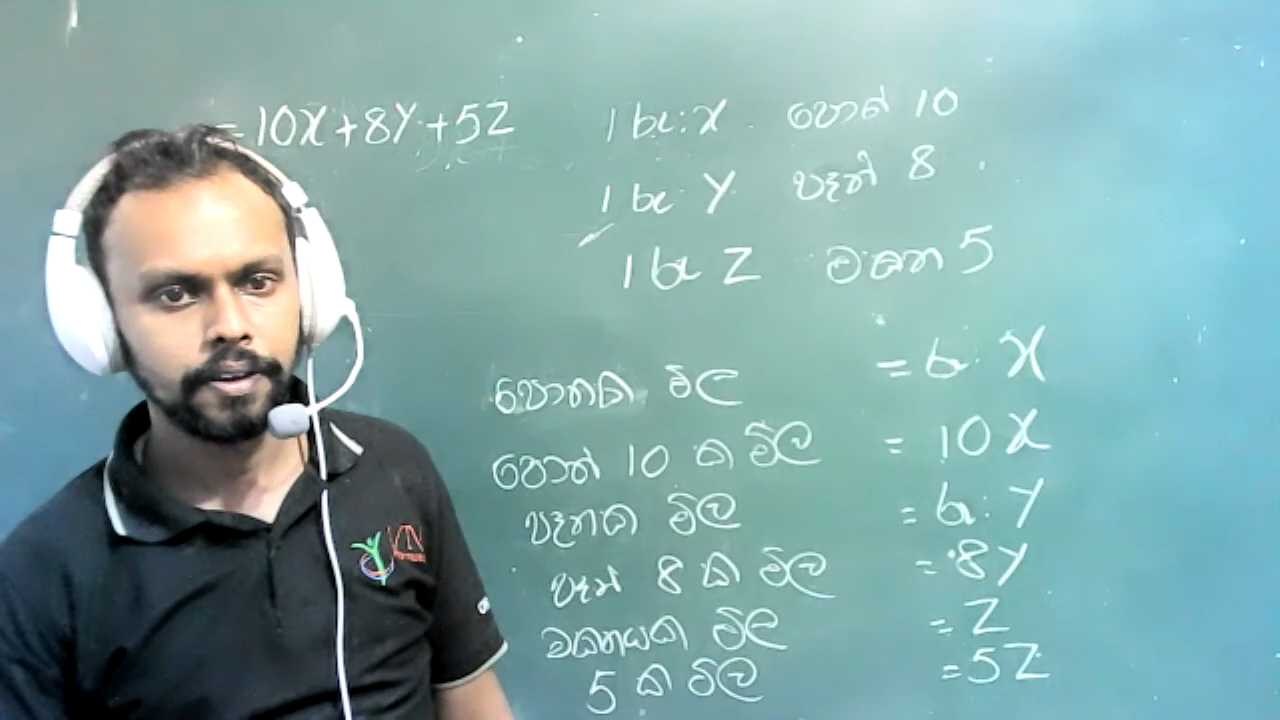 = 10X + 8Y + 5Z
1 රු: X පොත් 10
1 රු Y පෑන් 8
1 රු Z මකන 5
පොතක මිල = රු. X
පොත් 10 ක මිල = 10X
පෑනක මිල = රු: Y
පෑන් 8 ක මිල = 8Y
මකනයක මිල = Z
5 ක මිල = 5Z